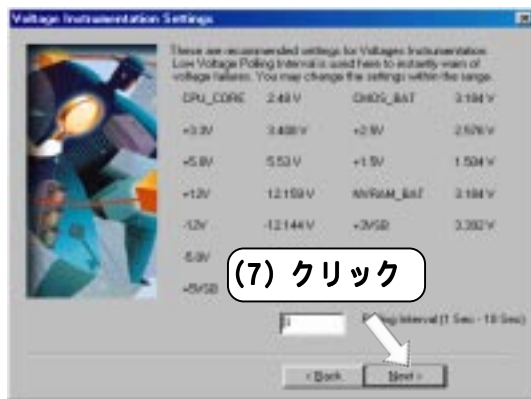 Voltage Instrumentation Settings
These are recommended settings for Voltages Instrumentation.
Low Voltage Polling Interval is used here to instantly warn of
voltage failures. You may change the settings within the range.
CPU_CORE 2.48 V CMOS_BAT 3.184 V
+3.3V 3.488 V +2.5V 2.576 V
+5.0V 5.53 V +1.5V 1.504 V
+12V 12.159 V NVRAM_BAT 3.184 V
-12V -12.144 V +3VSB 3.392 V
-5.0V
+5VSB
(7) クリック
Interval (1 Sec - 10 Sec)
< Back Next >